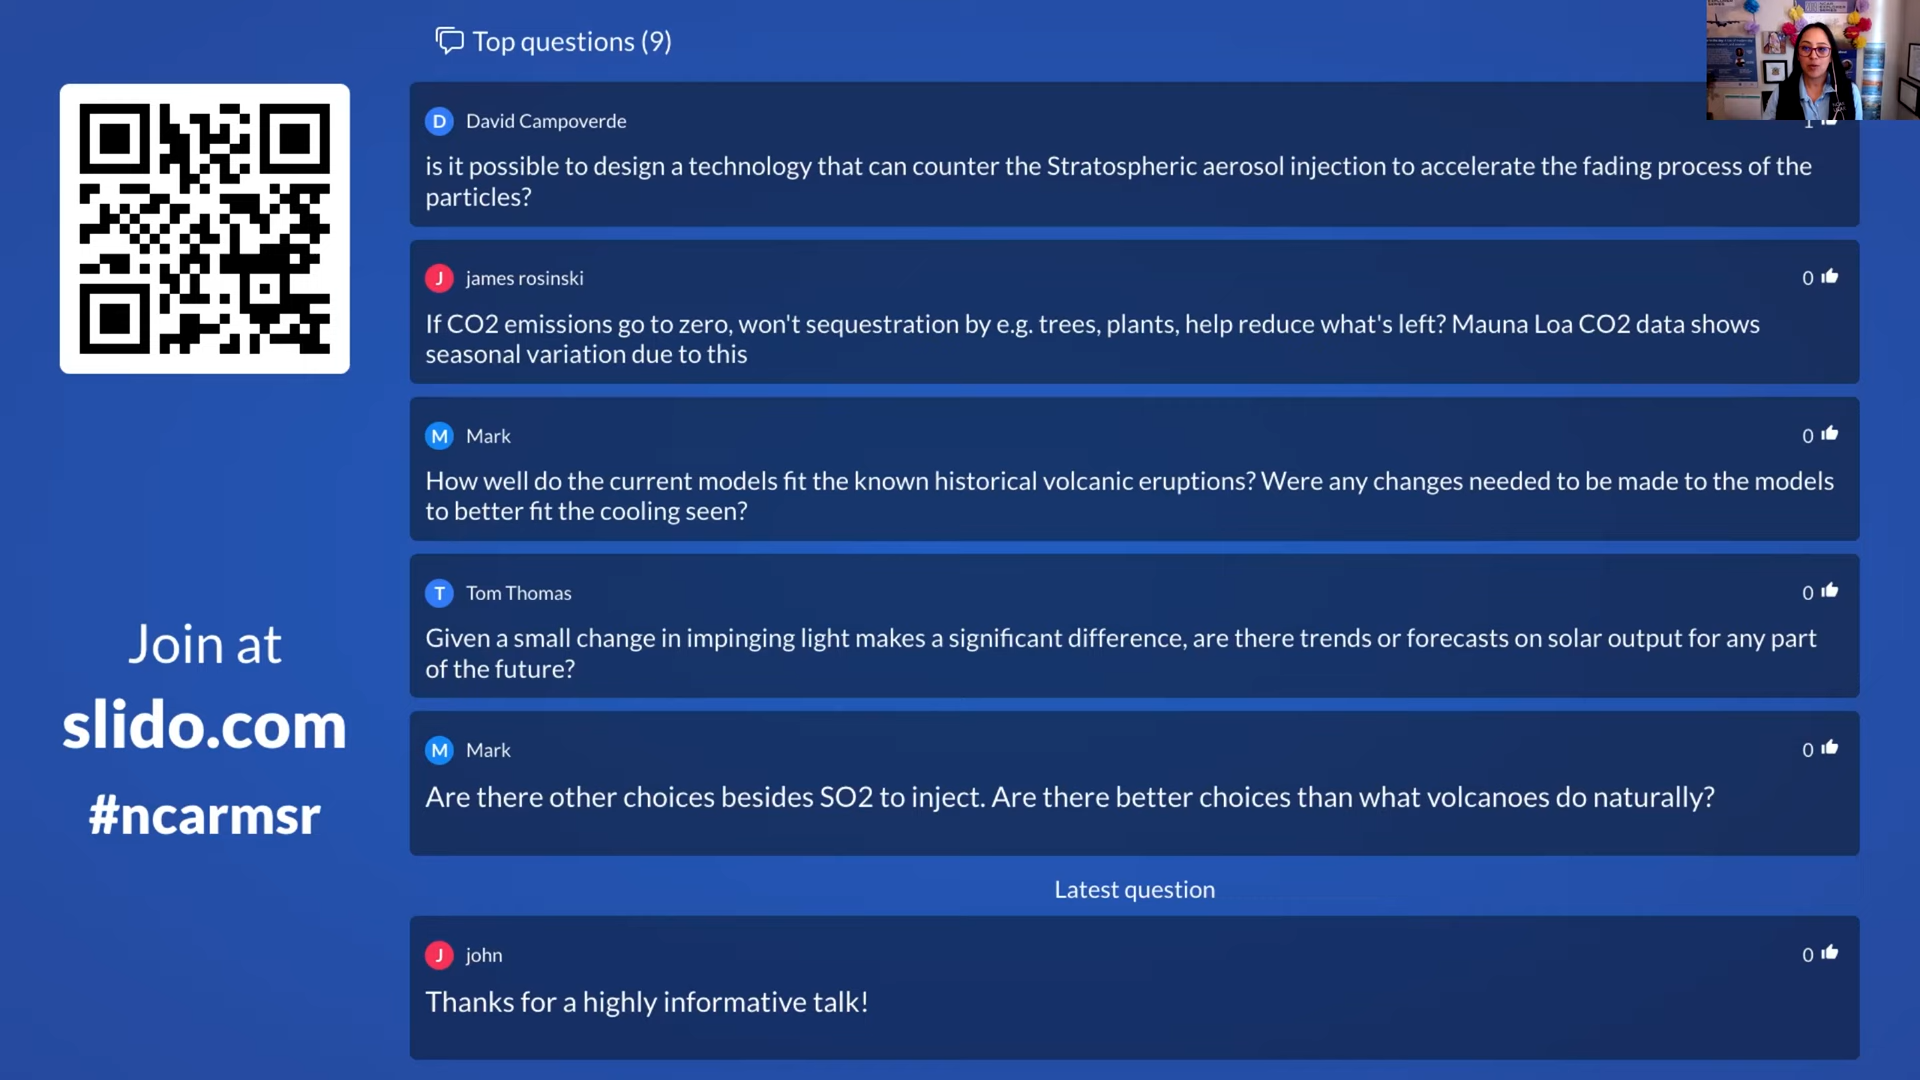 Top questions (9)
D David Campoverde
1
is it possible to design a technology that can counter the Stratospheric aerosol injection to accelerate the fading process of the
particles?
J james rosinski
0
If CO2 emissions go to zero, won't sequestration by e.g. trees, plants, help reduce what's left? Mauna Loa CO2 data shows
seasonal variation due to this
M Mark
0
How well do the current models fit the known historical volcanic eruptions? Were any changes needed to be made to the models
to better fit the cooling seen?
T Tom Thomas
0
Given a small change in impinging light makes a significant difference, are there trends or forecasts on solar output for any part
of the future?
M Mark
0
Are there other choices besides SO2 to inject. Are there better choices than what volcanoes do naturally?
Latest question
J john
0
Thanks for a highly informative talk!
Join at
slido.com
#ncarmsr